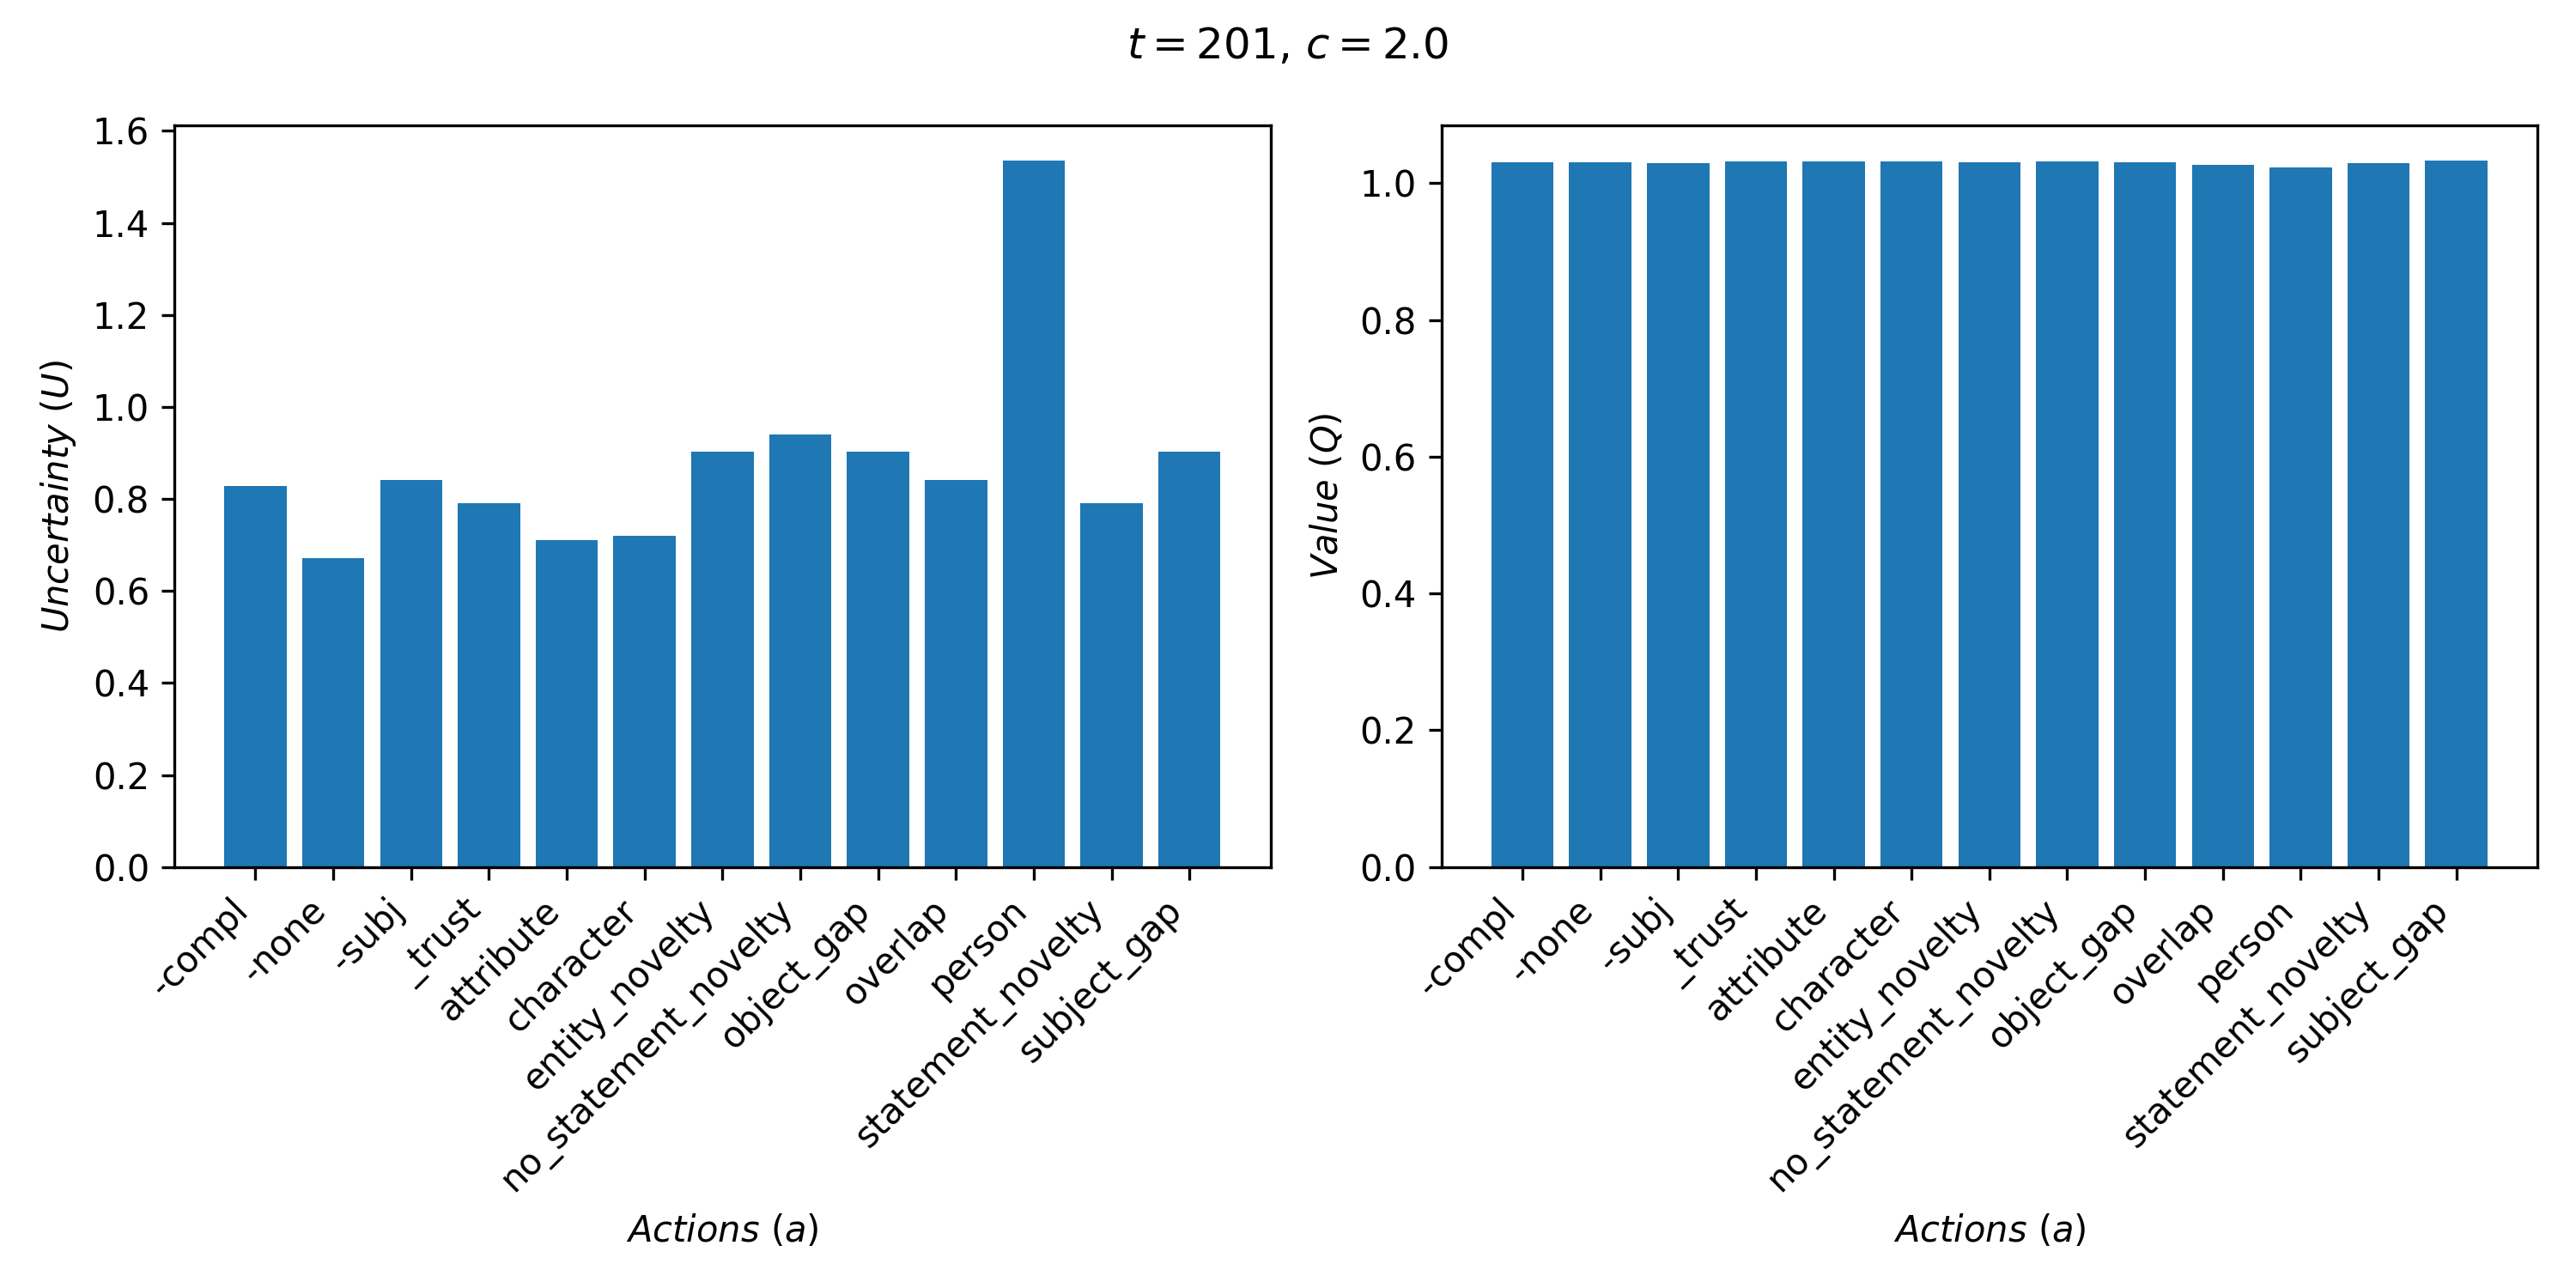 t = 201, c = 2.0
Uncertainty (U)
1.6
1.4
1.2
1.0
0.8
0.6
0.4
0.2
0.0
-compl
-none
-subj
_trust
attribute
character
entity_novelty
no_statement_novelty
object_gap
overlap
person
statement_novelty
subject_gap
Actions (a)
Value (Q)
1.0
0.8
0.6
0.4
0.2
0.0
-compl
-none
-subj
_trust
attribute
character
entity_novelty
no_statement_novelty
object_gap
overlap
person
statement_novelty
subject_gap
Actions (a)